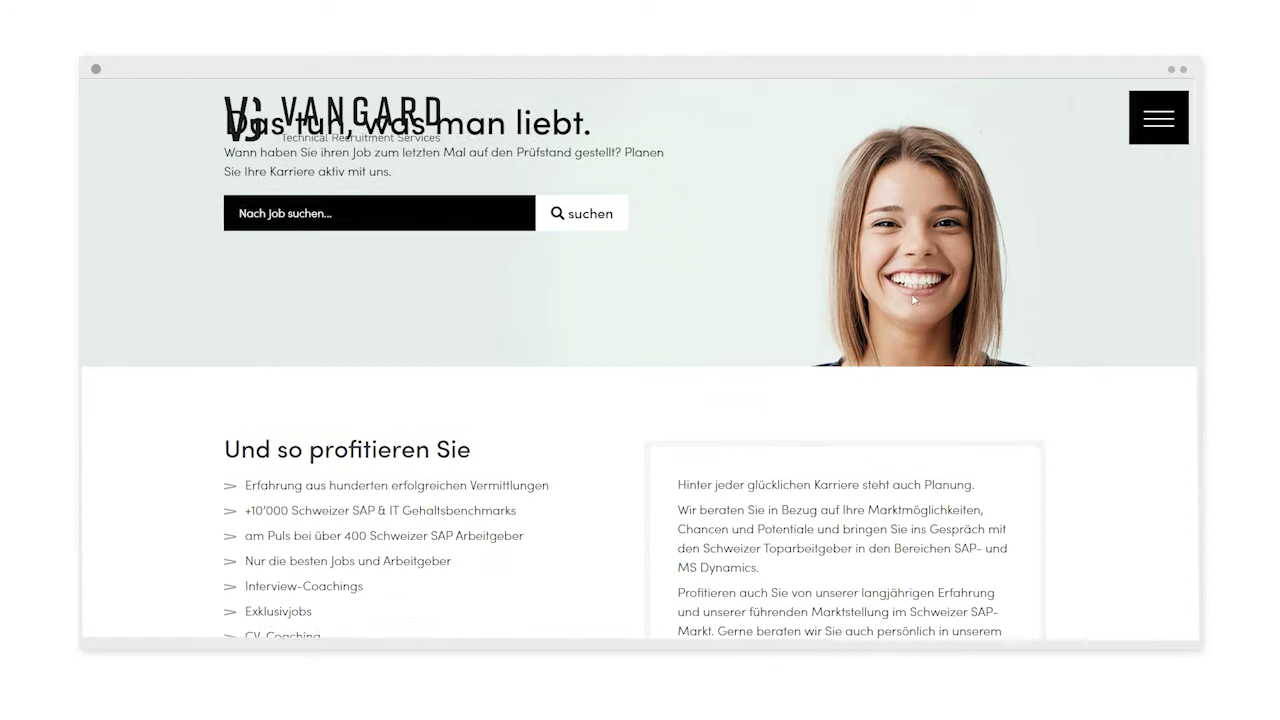 VS VANGARD
Technical Recruitment Services
Das tun, was man liebt.
Wann haben Sie ihren Job zum letzten Mal auf den Prüfstand gestellt? Planen
Sie Ihre Karriere aktiv mit uns.
Nach Job suchen...
suchen
Und so profitieren Sie
Erfahrung aus hunderten erfolgreichen Vermittlungen
+10'000 Schweizer SAP & IT Gehaltsbenchmarks
am Puls bei über 400 Schweizer SAP Arbeitgeber
Nur die besten Jobs und Arbeitgeber
Interview-Coachings
Exklusivjobs
CV-Coaching
Hinter jeder glücklichen Karriere steht auch Planung.
Wir beraten Sie in Bezug auf Ihre Marktmöglichkeiten,
Chancen und Potentiale und bringen Sie ins Gespräch mit
den Schweizer Toparbeitgeber in den Bereichen SAP- und
MS Dynamics.
Profitieren auch Sie von unserer langjährigen Erfahrung
und unserer führenden Marktstellung im Schweizer SAP-
Markt. Gerne beraten wir Sie auch persönlich in unserem